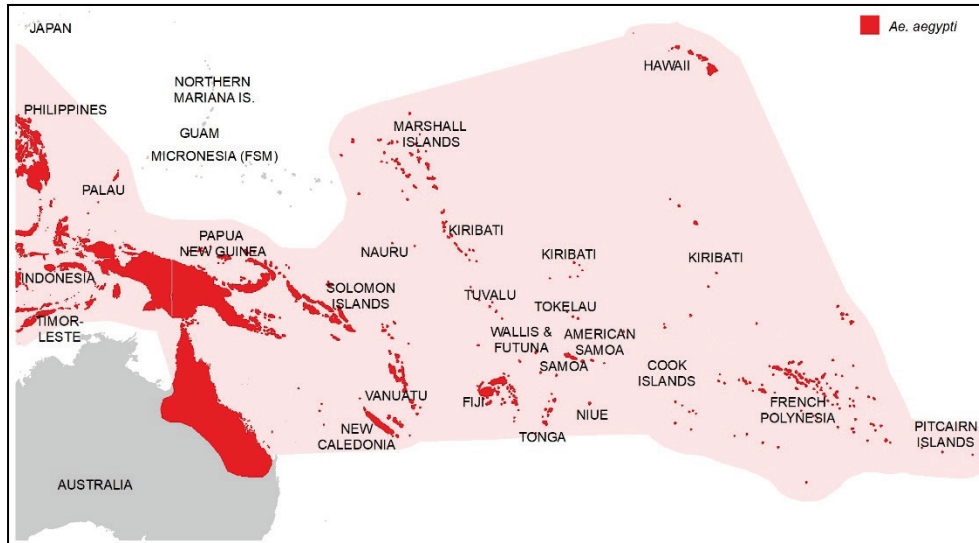 JAPAN
Ae. aegypti
HAWAII
NORTHERN
MARIANA IS.
PHILIPPINES
GUAM
MARSHALL
ISLANDS
MICRONESIA (FSM)
PALAU
KIRIBATI
PAPUA
NEW GUINEA
NAURU
KIRIBATI
KIRIBATI
INDONESIA
SOLOMON
ISLANDS
TUVALU
TOKELAU
TIMOR-
LESTE
WALLIS &
FUTUNA
AMERICAN
SAMOA
SAMOA
COOK
ISLANDS
VANUATU
FIJI
NIUE
FRENCH
POLYNESIA
NEW
CALEDONIA
TONGA
PITCAIRN
ISLANDS
AUSTRALIA